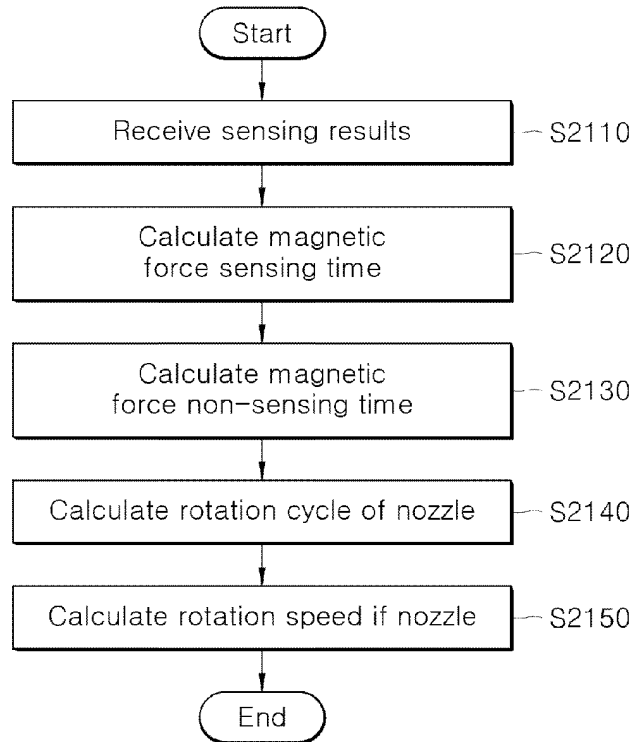 Start
Receive sensing results
S2110
Calculate magnetic
force sensing time
S2120
Calculate magnetic
force non-sensing time
S2130
Calculate rotation cycle of nozzle
S2140
Calculate rotation speed if nozzle
S2150
End